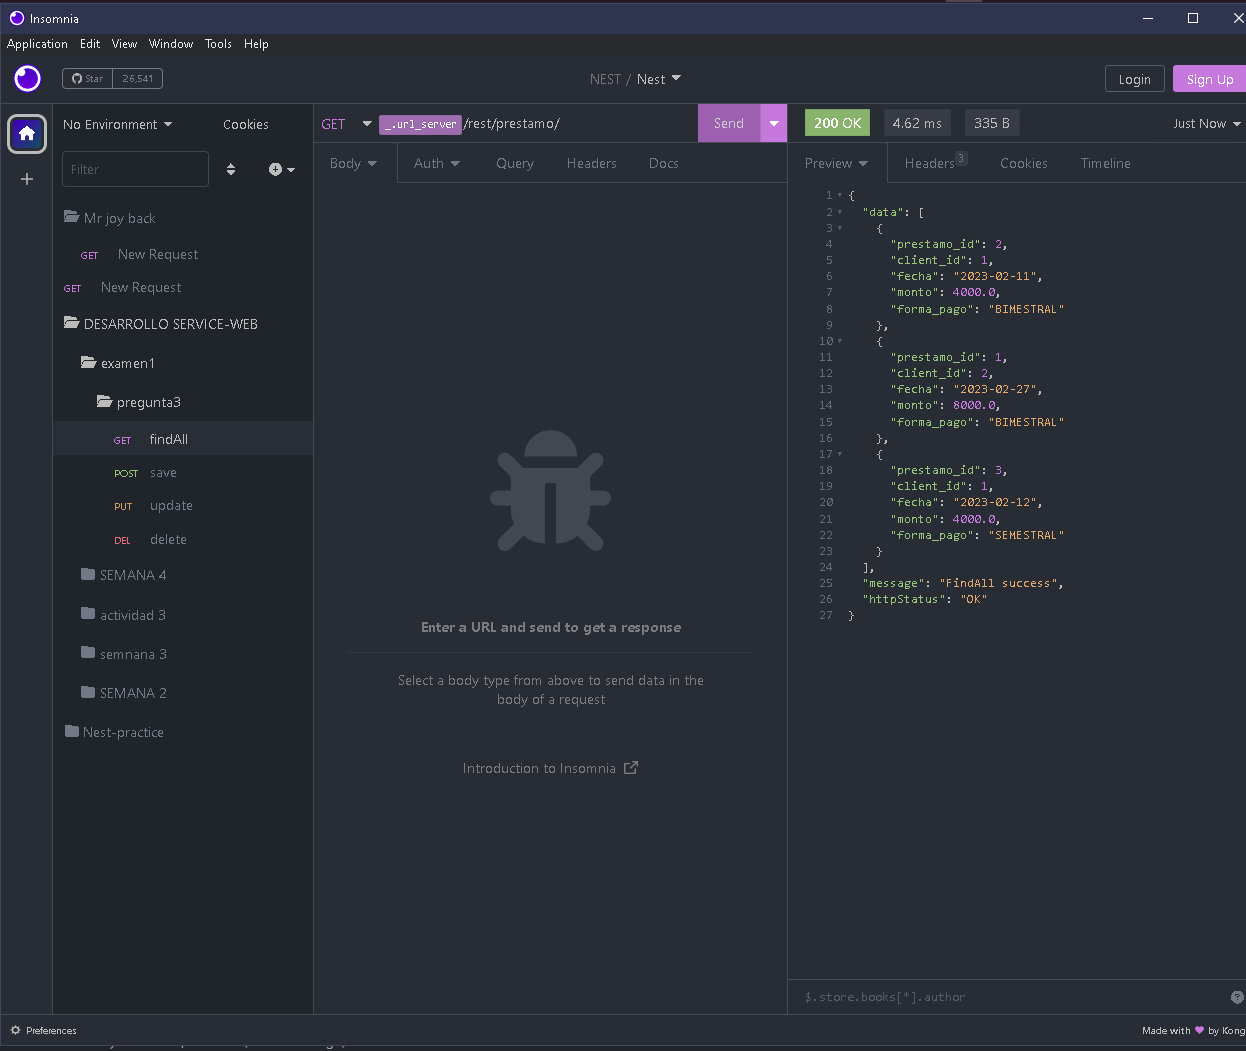 Insomnia
Application Edit View Window Tools Help
Star 26,541
NEST / Nest
Login Sign Up
No Environment Cookies
Filter
Mr joy back
GET New Request
GET New Request
DESARROLLO SERVICE-WEB
examen1
pregunta3
GET findAll
POST save
PUT update
DEL delete
SEMANA 4
actividad 3
semnana 3
SEMANA 2
Nest-practice
GET _.url_server /rest/prestamo/ Send
Body Auth Query Headers Docs
Enter a URL and send to get a response
Select a body type from above to send data in the
body of a request
Introduction to Insomnia
200 OK 4.62 ms 335 B Just Now
Preview Headers 3 Cookies Timeline
1 {
2 "data": [
3 {
4 "prestamo_id": 2,
5 "client_id": 1,
6 "fecha": "2023-02-11",
7 "monto": 4000.0,
8 "forma_pago": "BIMESTRAL"
9 },
10 {
11 "prestamo_id": 1,
12 "client_id": 2,
13 "fecha": "2023-02-27",
14 "monto": 8000.0,
15 "forma_pago": "BIMESTRAL"
16 },
17 {
18 "prestamo_id": 3,
19 "client_id": 1,
20 "fecha": "2023-02-12",
21 "monto": 4000.0,
22 "forma_pago": "SEMESTRAL"
23 }
24 ],
25 "message": "FindAll success",
26 "httpStatus": "OK"
27 }
$.store.books[*].author
Preferences
Made with ♥ by Kong